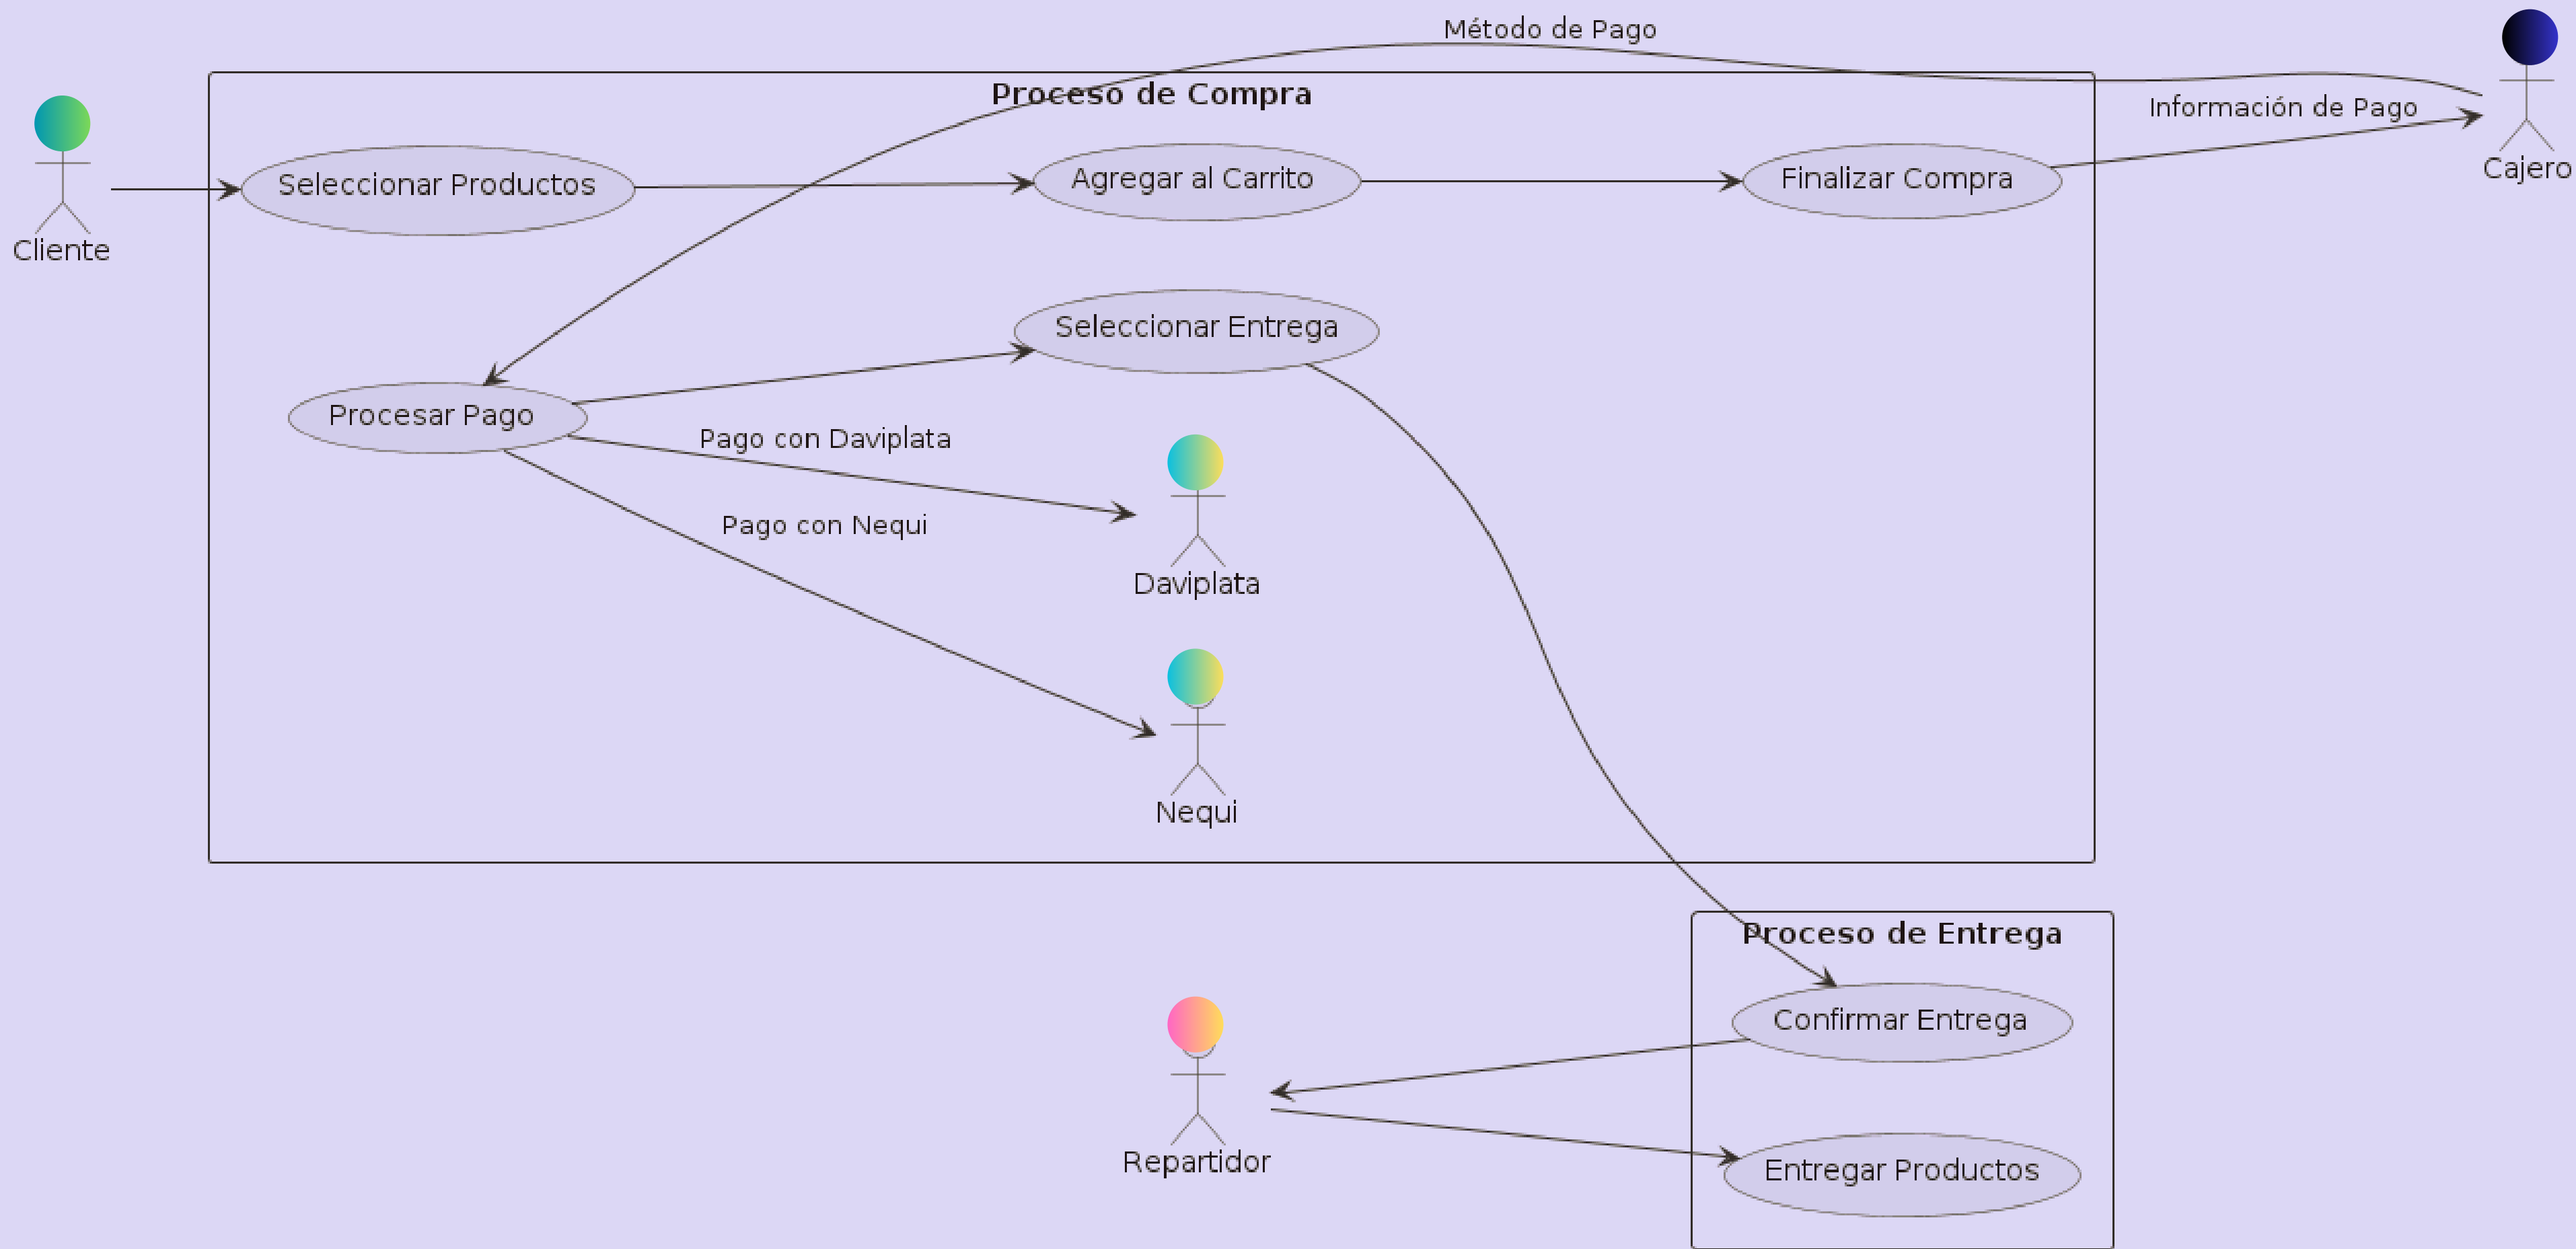 Método de Pago
Proceso de Compra
Información de Pago
Cajero
Cliente
Seleccionar Productos
Agregar al Carrito
Finalizar Compra
Seleccionar Entrega
Procesar Pago
Pago con Daviplata
Pago con Nequi
Daviplata
Nequi
Proceso de Entrega
Confirmar Entrega
Repartidor
Entregar Productos